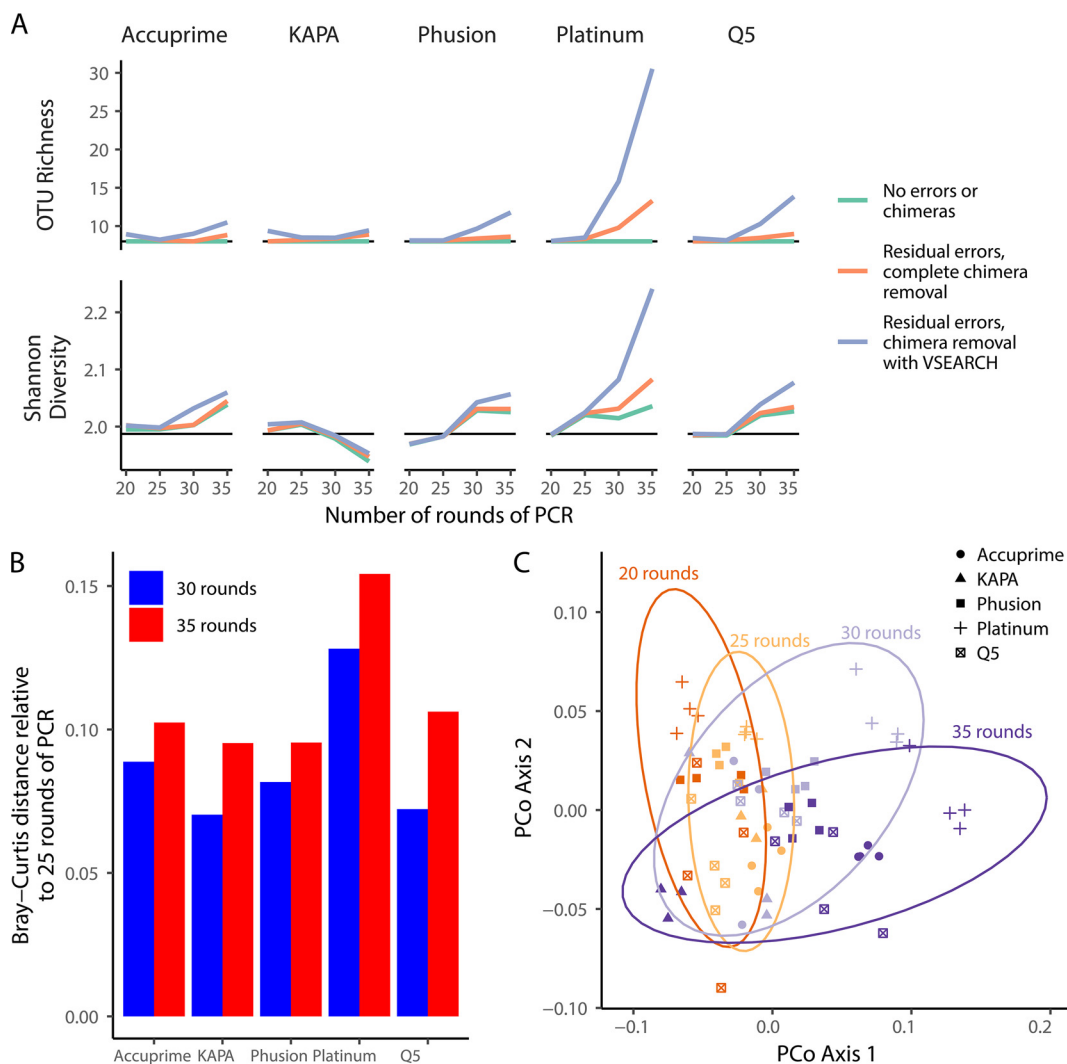 A
Accuprime KAPA Phusion Platinum Q5
OTU Richness
30
25
20
15
10
No errors or
chimeras
Residual errors,
complete chimera
removal
Residual errors,
chimera removal
with VSEARCH
Shannon
Diversity
2.2
2.1
2.0
20 25 30 35 20 25 30 35 20 25 30 35 20 25 30 35 20 25 30 35
Number of rounds of PCR
B
Bray−Curtis distance relative
to 25 rounds of PCR
0.15
0.10
0.05
0.00
30 rounds
35 rounds
Accuprime KAPA Phusion Platinum Q5
C
PCo Axis 2
0.10
0.05
0.00
−0.05
−0.10
20 rounds
25 rounds
30 rounds
35 rounds
Accuprime
KAPA
Phusion
Platinum
Q5
−0.1 0.0 0.1 0.2
PCo Axis 1